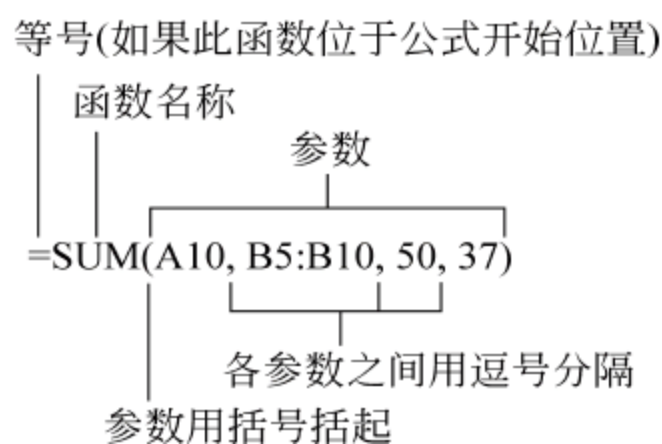 等号(如果此函数位于公式开始位置)
函数名称
参数
=SUM(A10, B5:B10, 50, 37)
各参数之间用逗号分隔
参数用括号括起